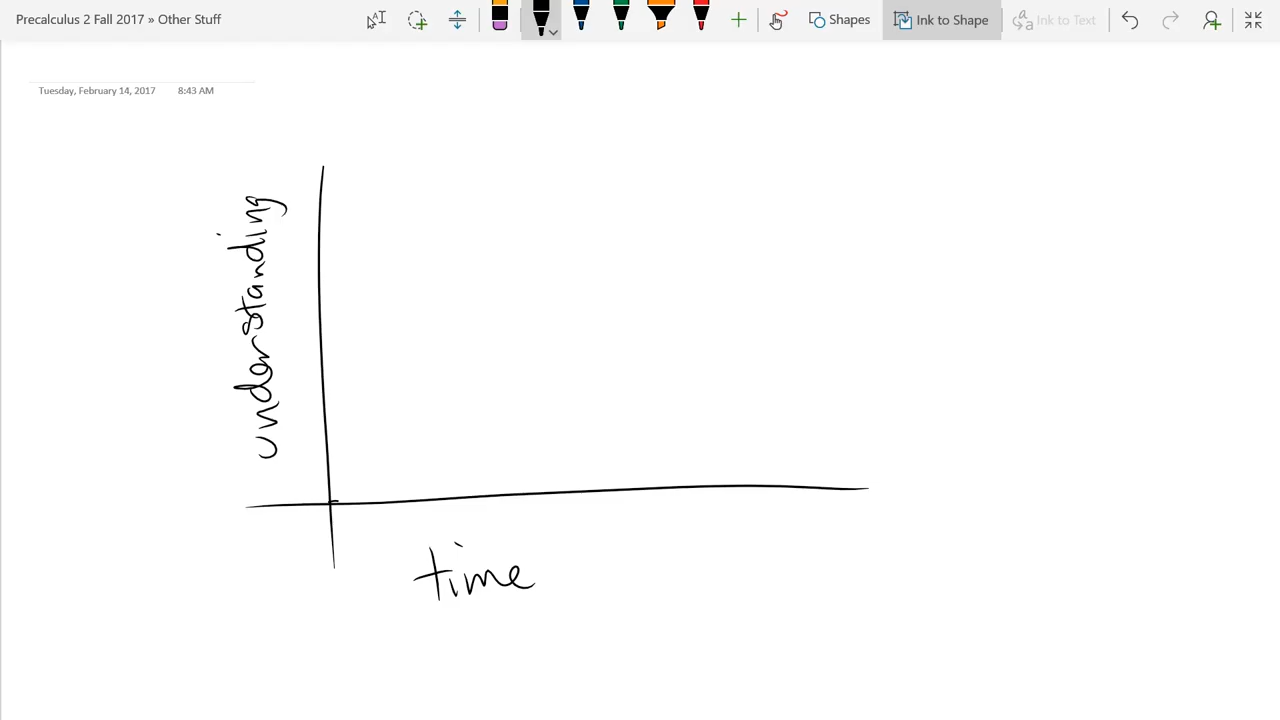 Precalculus 2 Fall 2017 » Other Stuff
Shapes
Ink to Shape
Ink to Text
Tuesday, February 14, 2017 8:43 AM
understanding
time